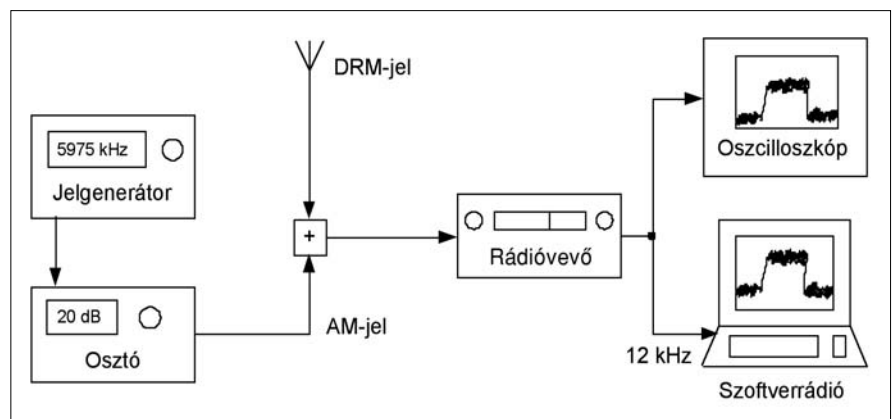 DRM-jel
5975 kHz
Jelgenerátor
Oszcilloszkóp
+
Rádióvevő
20 dB
Osztó
AM-jel
12 kHz
Szoftverrádió